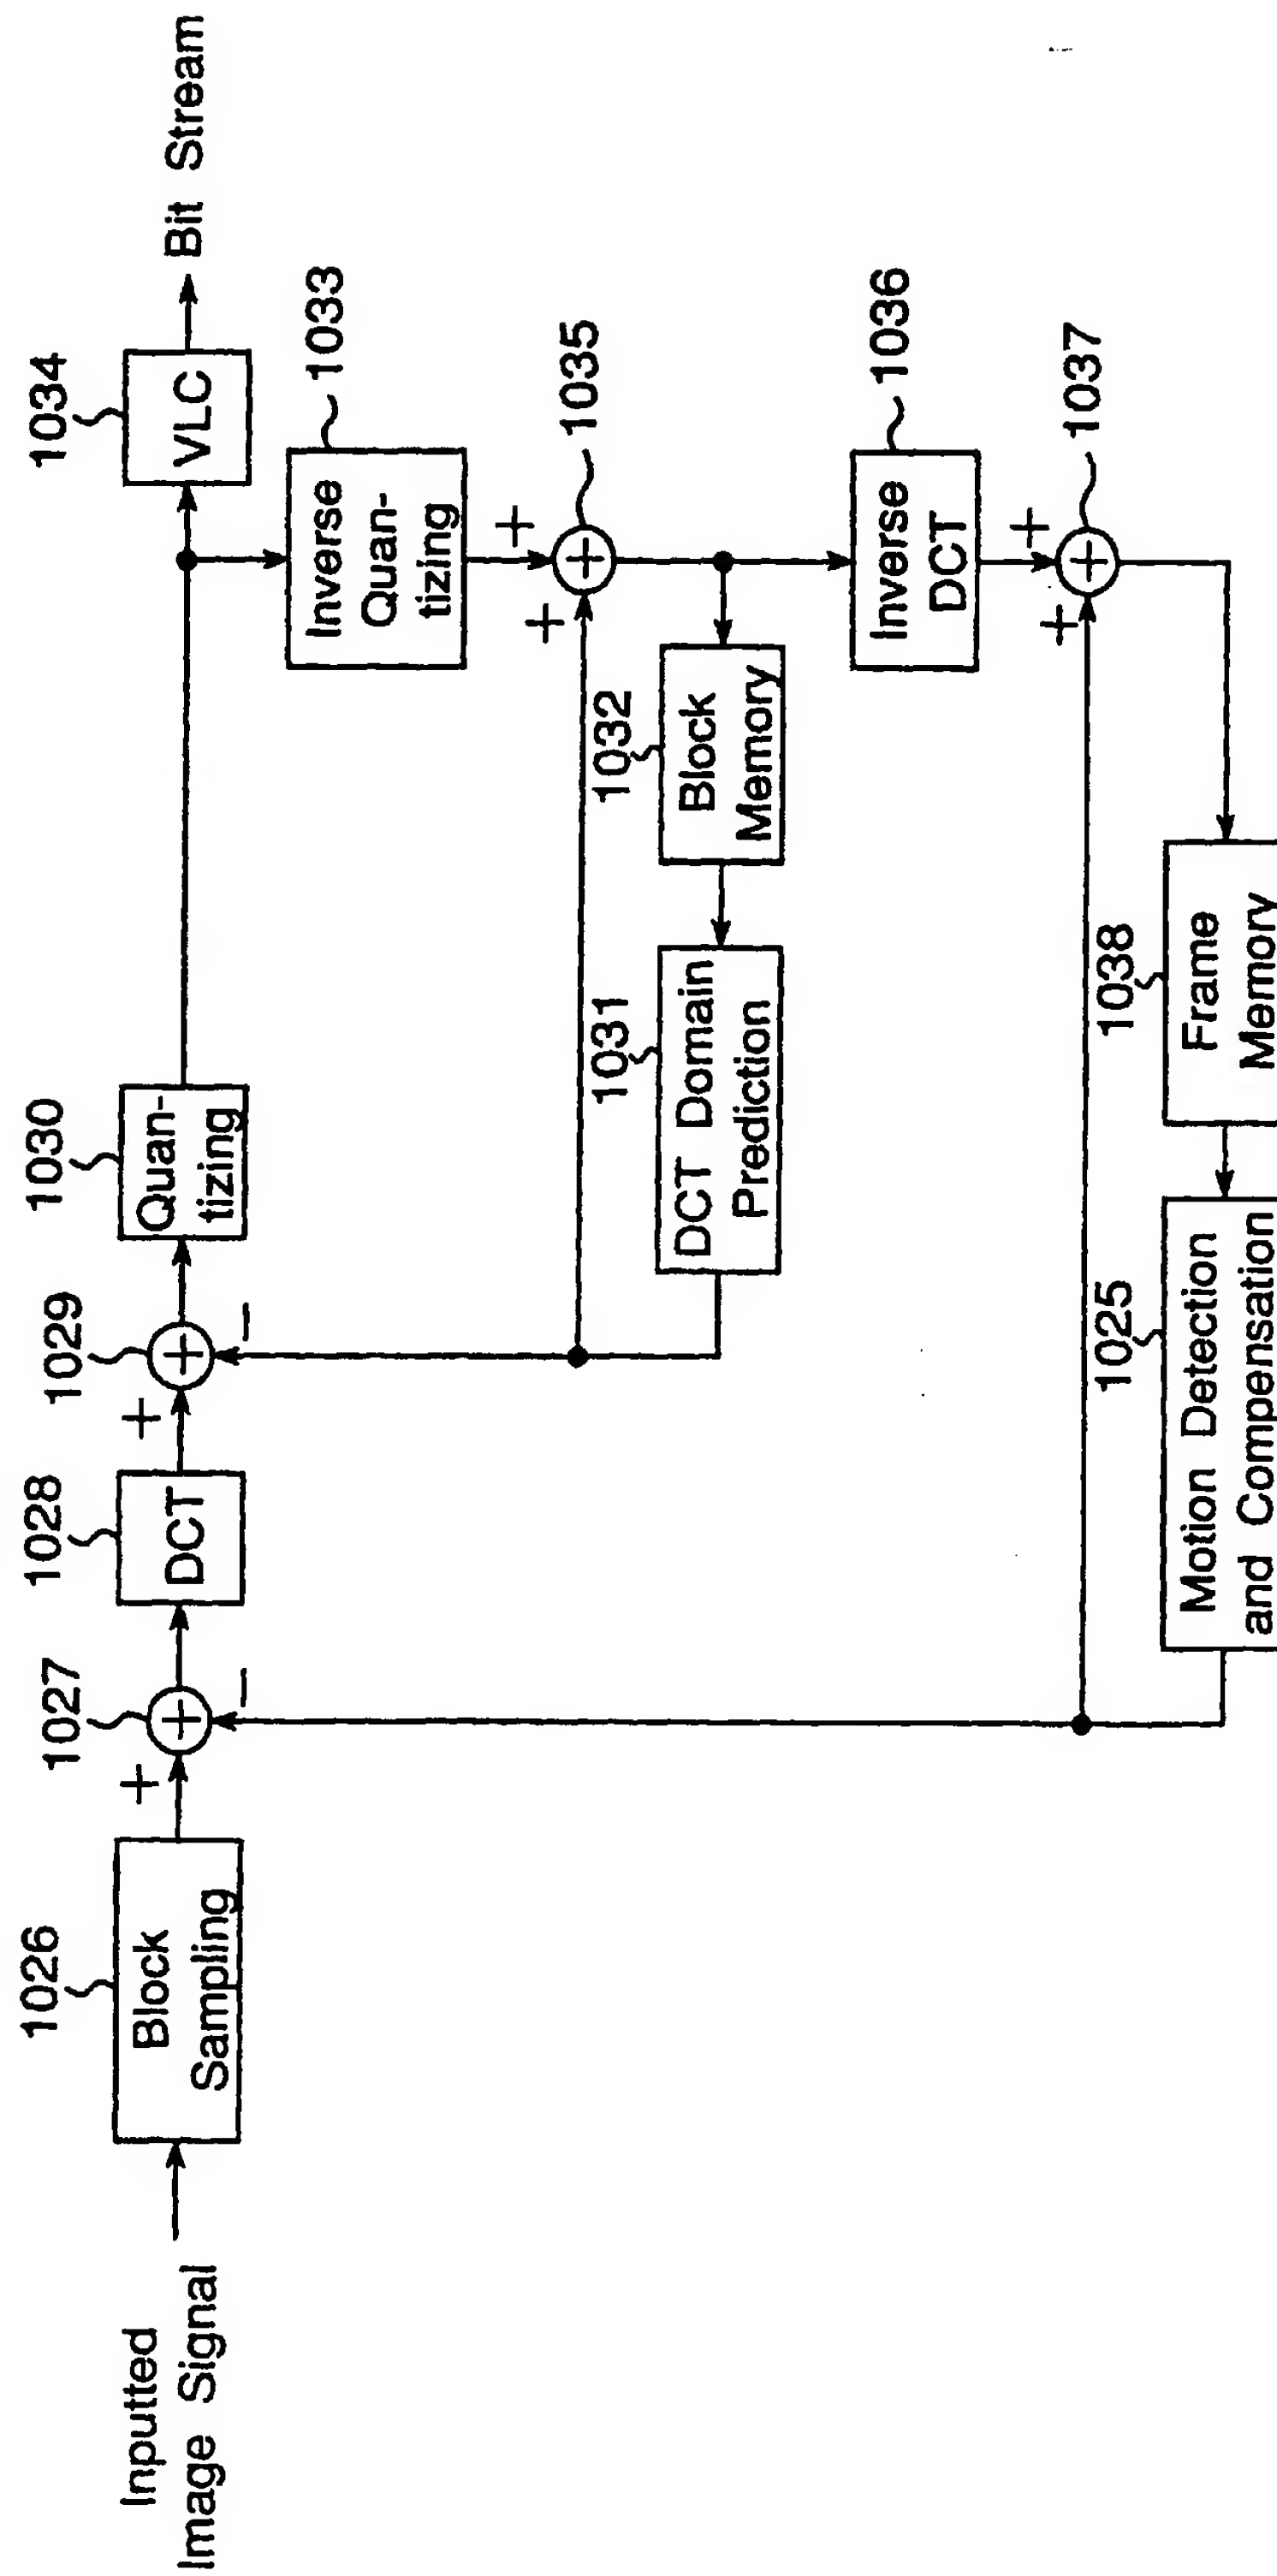 Inputted
Image Signal
1026
Block
Sampling
+
1027
+
−
1028
DCT
+
1029
+
−
1030
Quan-
tizing
1034
VLC
Bit Stream
Inverse
Quan-
tizing
1033
+
+
+
1035
1032
Block
Memory
1031
DCT Domain
Prediction
Inverse
DCT
1036
+
+
+
1037
1038
Frame
Memory
1025
Motion Detection
and Compensation